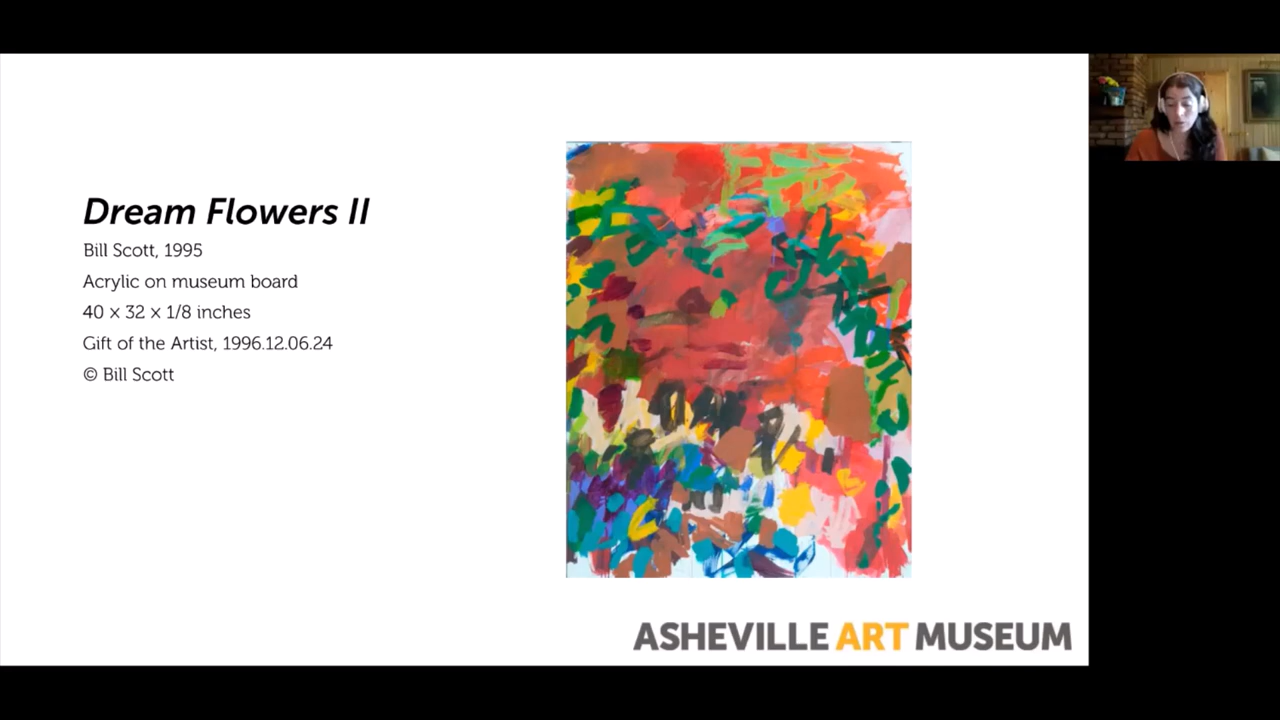 Dream Flowers II
Bill Scott, 1995
Acrylic on museum board
40 × 32 × 1/8 inches
Gift of the Artist, 1996.12.06.24
© Bill Scott
ASHEVILLE ART MUSEUM